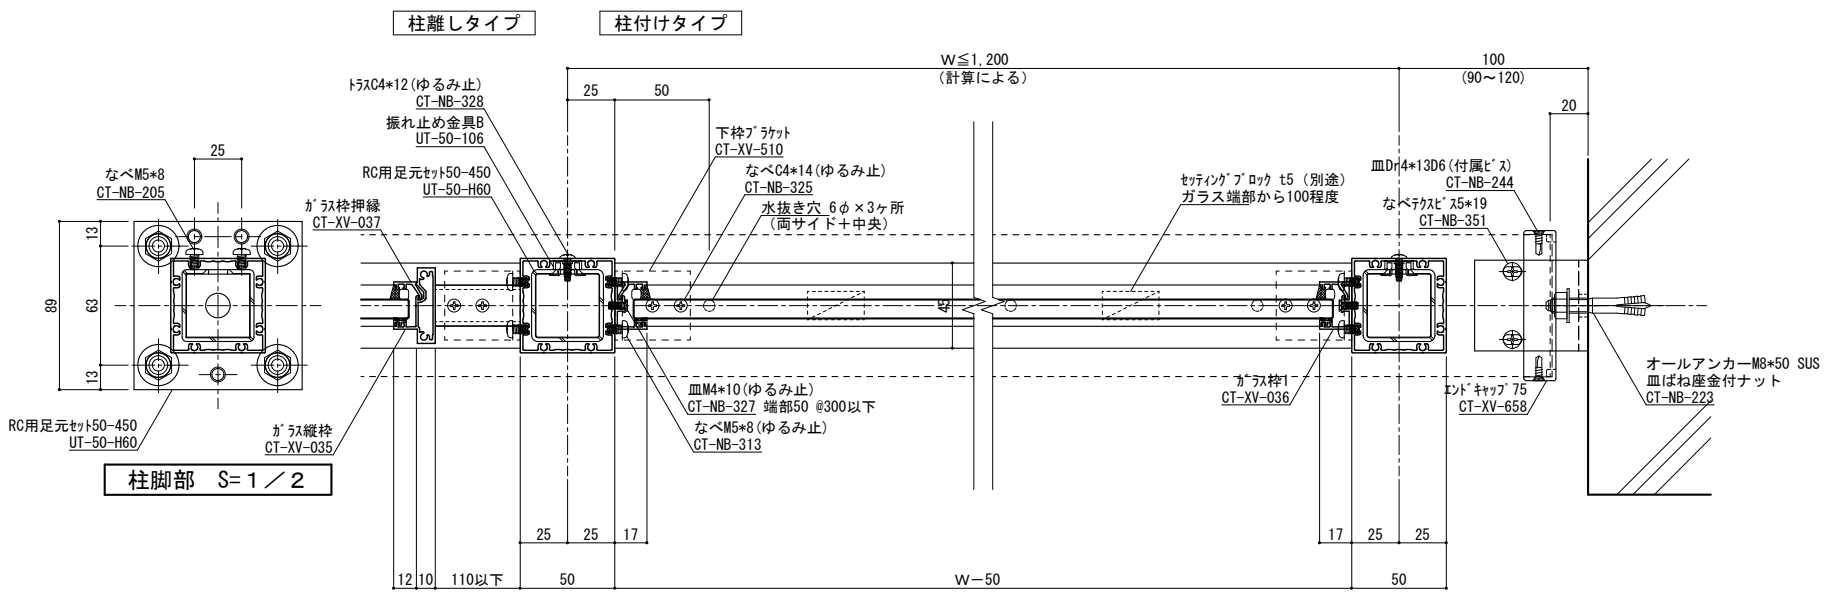 柱離しタイプ
柱付けタイプ
W≦1,200
(計算による)
100
(90～120)
25
50
20
ﾄﾗｽC4*12(ゆるみ止)
CT-NB-328
振れ止め金具B
UT-50-106
RC用足元ｾｯﾄ50-450
UT-50-H60
下枠ﾌﾞﾗｹｯﾄ
CT-XV-510
なべC4*14(ゆるみ止)
CT-NB-325
水抜き穴 6φ×3ヶ所
(両サイド＋中央)
ｾｯﾃｨﾝｸﾞﾌﾞﾛｯｸ t5 (別途)
ガラス端部から100程度
皿Dr4*13D6(付属ﾋﾞｽ)
CT-NB-244
なべﾃｸｽﾋﾞｽ5*19
CT-NB-351
25
なべM5*8
CT-NB-205
ｶﾞﾗｽ枠押縁
CT-XV-037
13
63
13
89
45
RC用足元ｾｯﾄ50-450
UT-50-H60
ｶﾞﾗｽ縦枠
CT-XV-035
皿M4*10(ゆるみ止)
CT-NB-327 端部50 @300以下
なべM5*8(ゆるみ止)
CT-NB-313
ｶﾞﾗｽ枠1
CT-XV-036
ｴﾝﾄﾞｷｬｯﾌﾟ75
CT-XV-658
オールアンカーM8*50 SUS
皿ばね座金付ナット
CT-NB-223
柱脚部 S=1／2
25
25
17
17
25
25
12
10
110以下
50
W－50
50